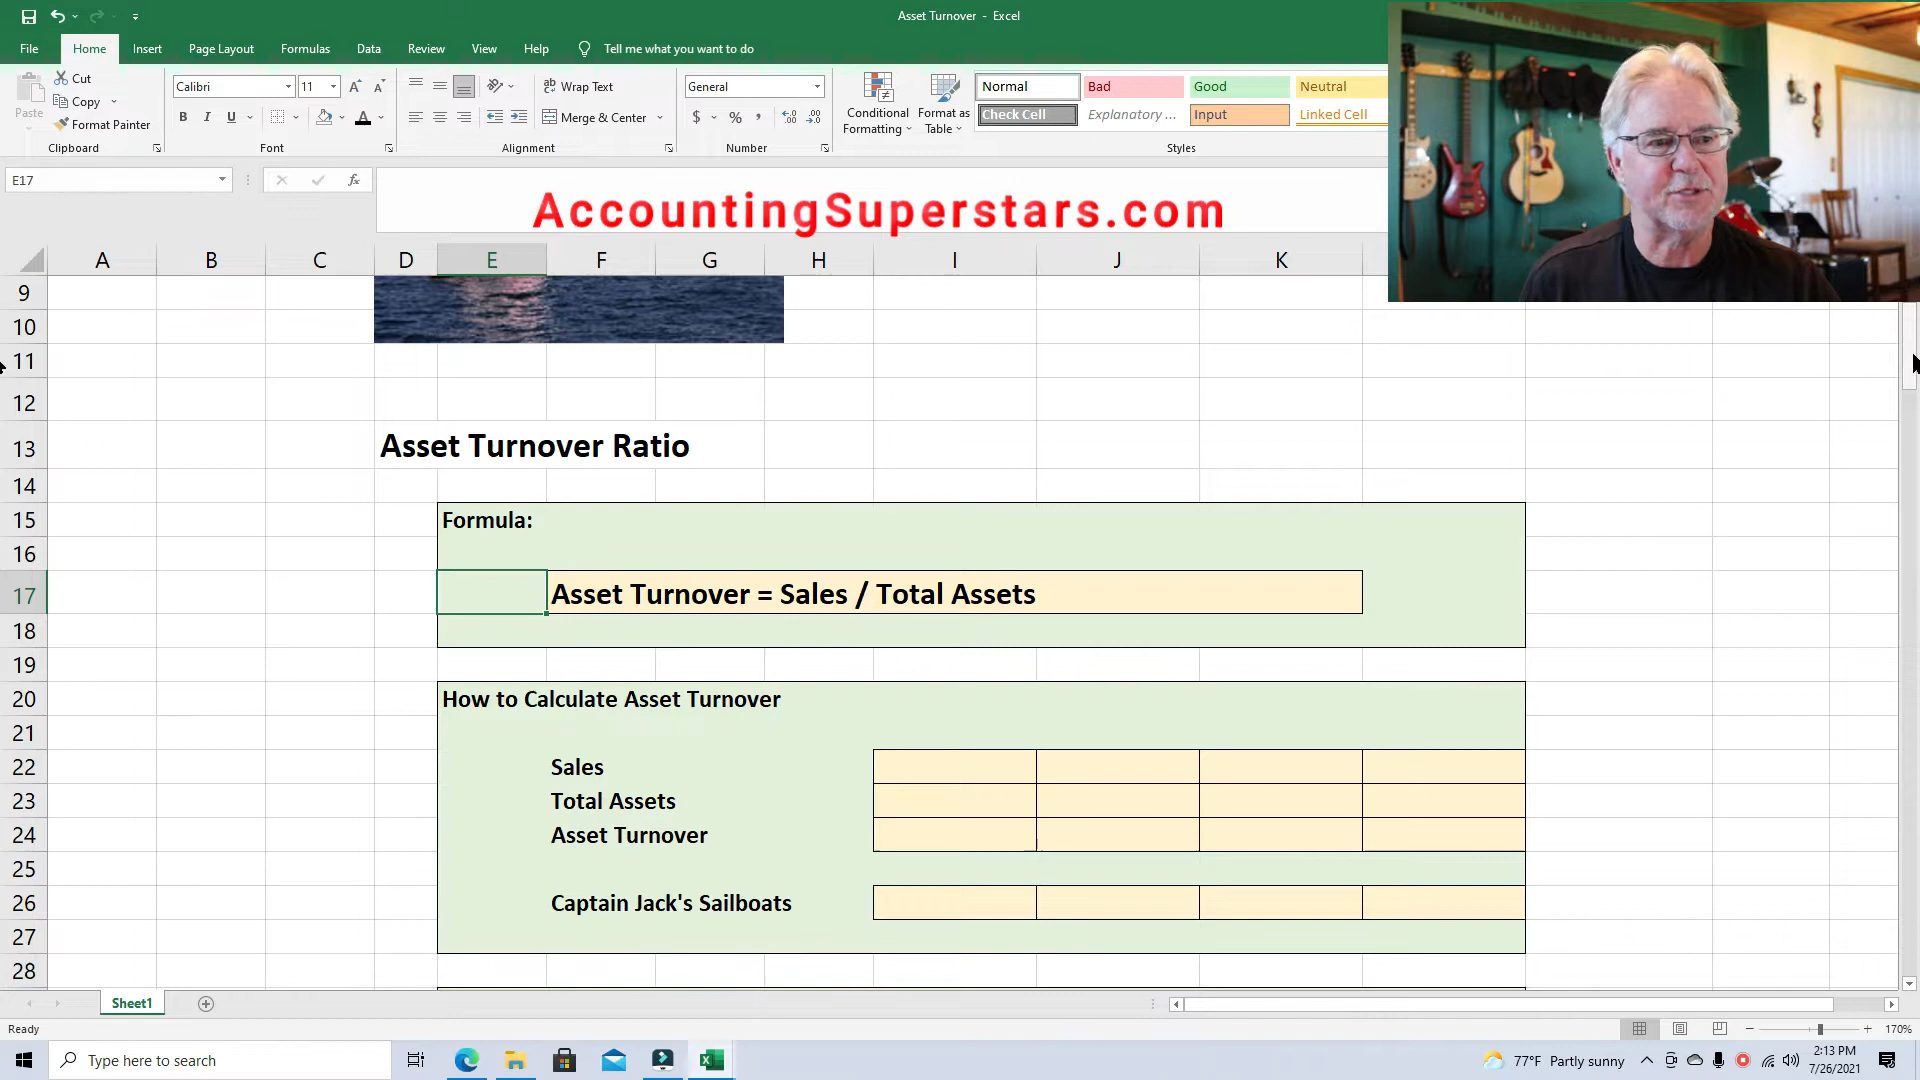 Asset Turnover - Excel
File Home Insert Page Layout Formulas Data Review View Help Tell me what you want to do
Paste
Cut
Copy
Format Painter
Clipboard
Calibri 11
B I U
Font
Wrap Text
Merge & Center
Alignment
General
$ %
Number
Conditional Formatting
Format as Table
Normal Bad Good Neutral
Check Cell Explanatory ... Input Linked Cell
Styles
E17
fx
AccountingSuperstars.com
A B C D E F G H I J K
9
10
11
12
13 Asset Turnover Ratio
14
15 Formula:
16
17 Asset Turnover = Sales / Total Assets
18
19
20 How to Calculate Asset Turnover
21
22 Sales
23 Total Assets
24 Asset Turnover
25
26 Captain Jack's Sailboats
27
28
Sheet1
Ready
170%
Type here to search
77°F Partly sunny
2:13 PM
7/26/2021